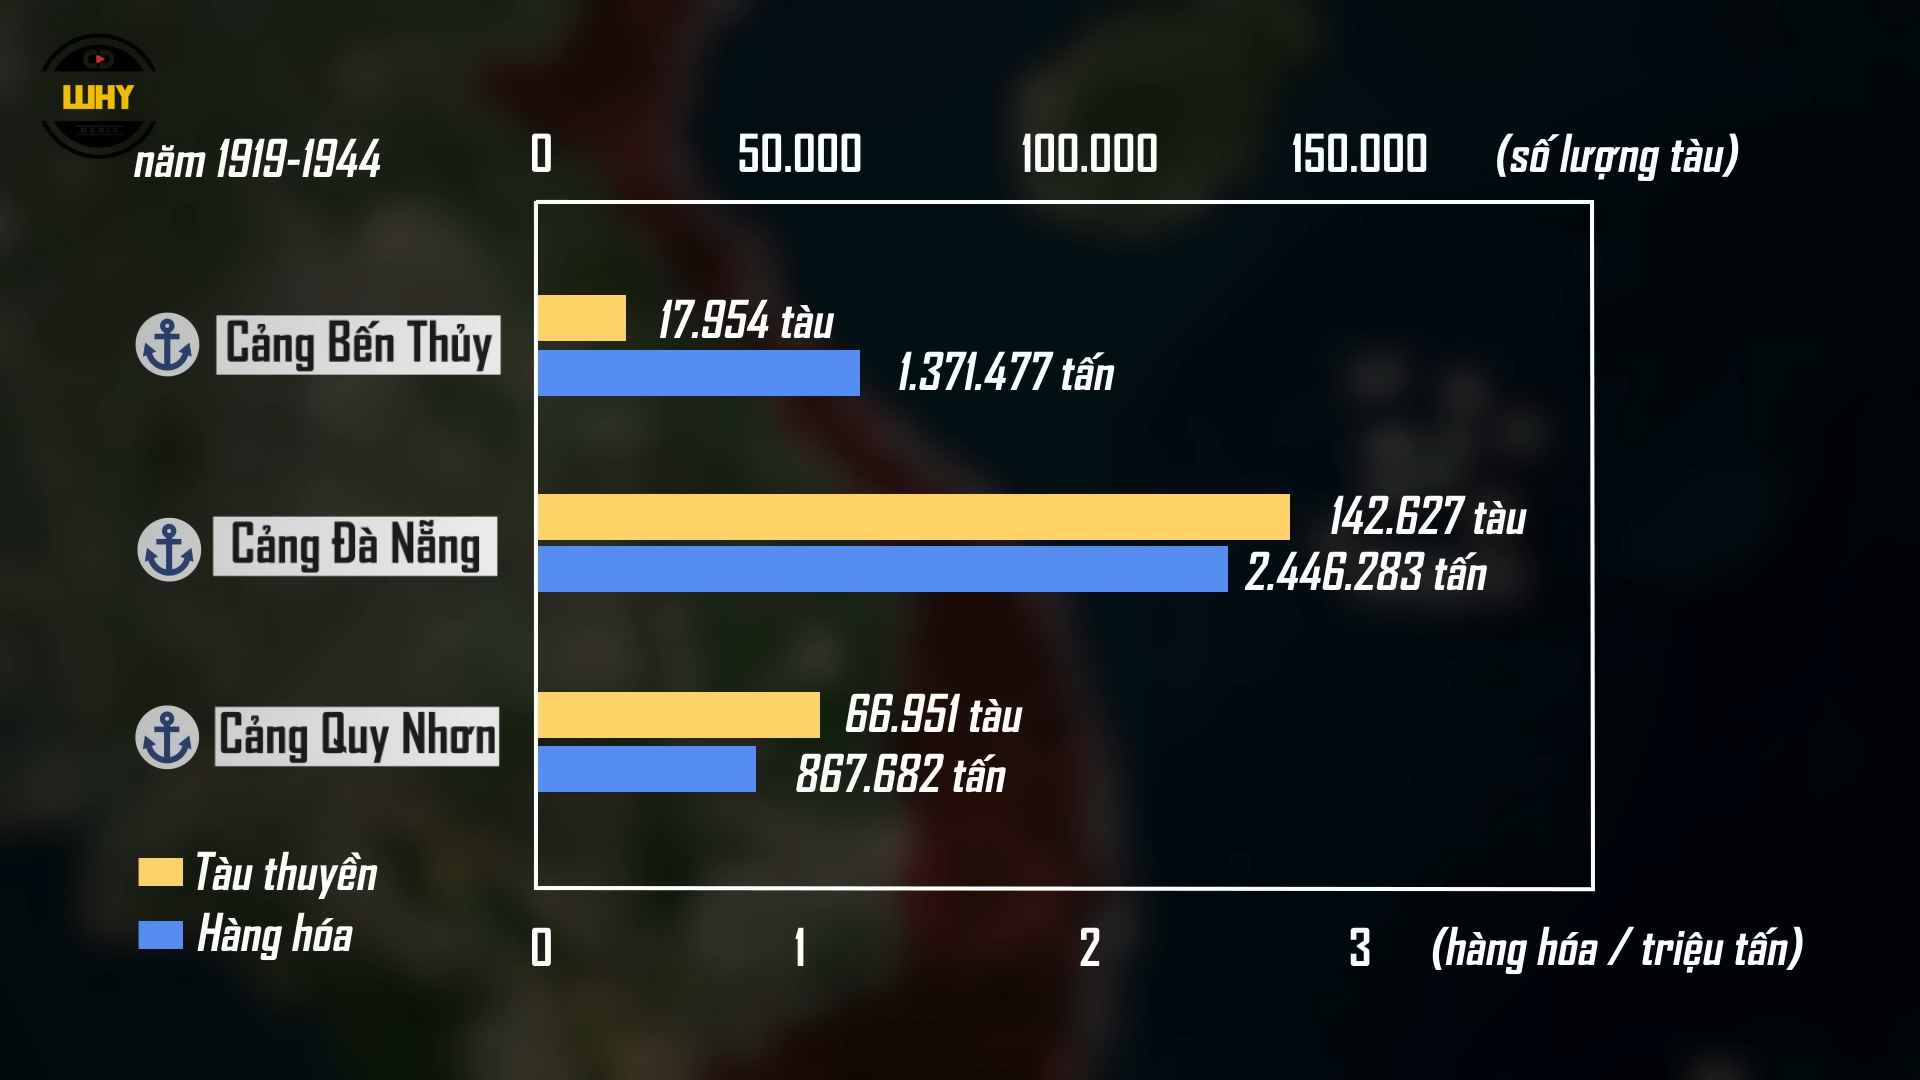 WHY
MEDIA
năm 1919-1944
0 50.000 100.000 150.000 (số lượng tàu)
Cảng Bến Thủy
17.954 tàu
1.371.477 tấn
Cảng Đà Nẵng
142.627 tàu
2.446.283 tấn
Cảng Quy Nhơn
66.951 tàu
867.682 tấn
Tàu thuyền
Hàng hóa
0 1 2 3 (hàng hóa / triệu tấn)